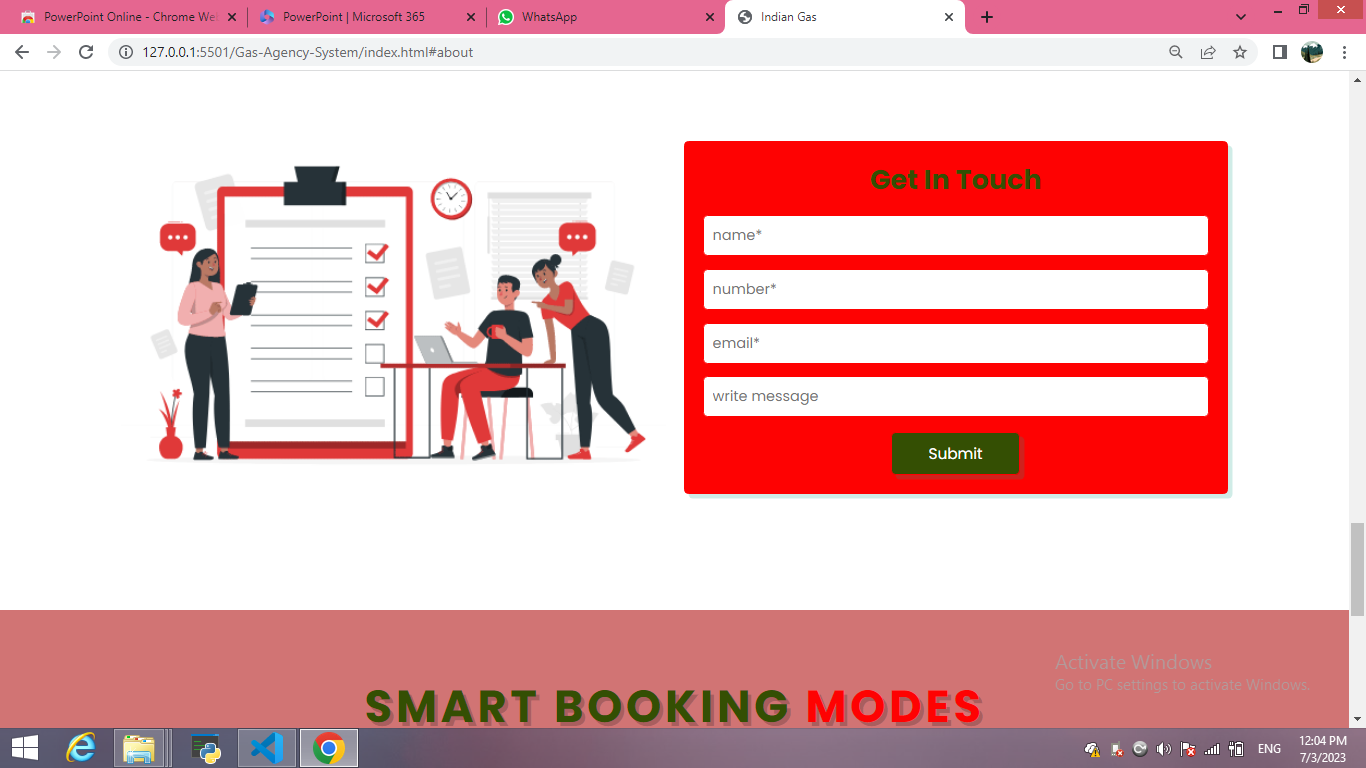 PowerPoint Online - Chrome We
PowerPoint | Microsoft 365
WhatsApp
Indian Gas
127.0.0.1:5501/Gas-Agency-System/index.html#about
Get In Touch
name*
number*
email*
write message
Submit
Activate Windows
Go to PC settings to activate Windows.
SMART BOOKING MODES
ENG
12:04 PM
7/3/2023